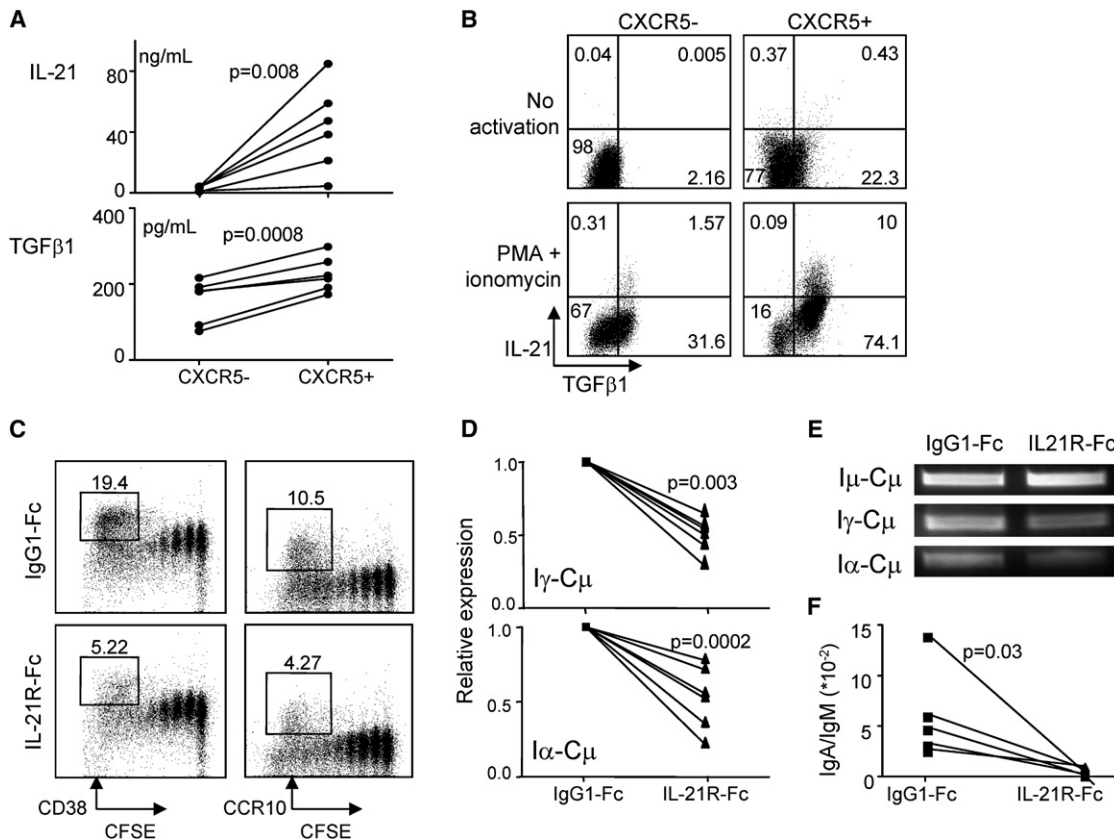 A
IL-21
ng/mL
p=0.008
80
40
0
TGFβ1
pg/mL
p=0.0008
400
200
0
CXCR5- CXCR5+
B
CXCR5- CXCR5+
No activation
0.04 0.005
98 2.16
0.37 0.43
77 22.3
PMA + ionomycin
0.31 1.57
67 31.6
0.09 10
16 74.1
IL-21
TGFβ1
C
IgG1-Fc
19.4
10.5
IL-21R-Fc
5.22
4.27
CD38
CFSE
CCR10
CFSE
D
Relative expression
1.0
0.5
0.0
p=0.003
Iγ-Cμ
1.0
0.5
0.0
p=0.0002
Iα-Cμ
IgG1-Fc IL-21R-Fc
E
IgG1-Fc IL21R-Fc
Iμ-Cμ
Iγ-Cμ
Iα-Cμ
F
IgA/IgM (*10⁻²)
15
10
5
0
p=0.03
IgG1-Fc IL-21R-Fc